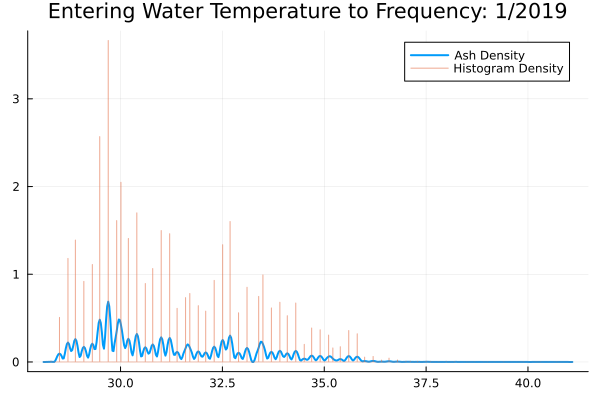 Entering Water Temperature to Frequency: 1/2019
Ash Density
Histogram Density
3
2
1
0
30.0 32.5 35.0 37.5 40.0